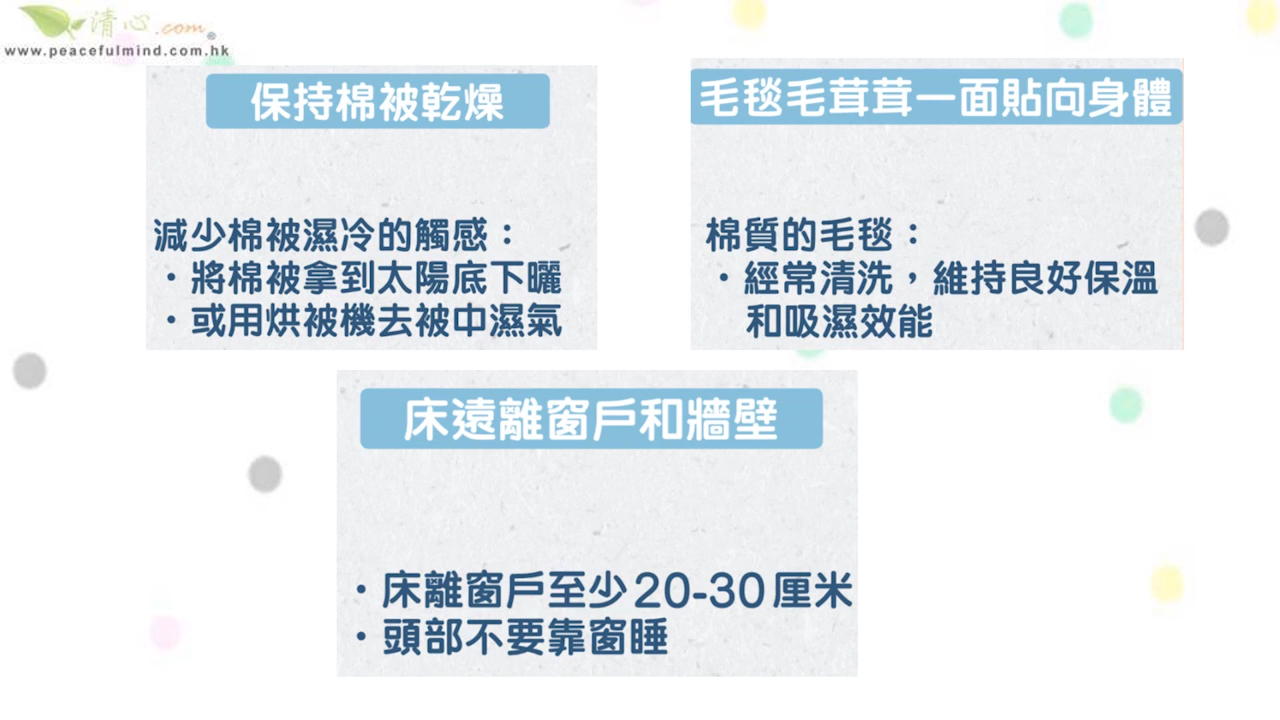 清心.com®
www.peacefulmind.com.hk
保持棉被乾燥
減少棉被濕冷的觸感：
・將棉被拿到太陽底下曬
・或用烘被機去被中濕氣
毛毯毛茸茸一面貼向身體
棉質的毛毯：
・經常清洗，維持良好保溫
和吸濕效能
床遠離窗戶和牆壁
・床離窗戶至少20-30厘米
・頭部不要靠窗睡